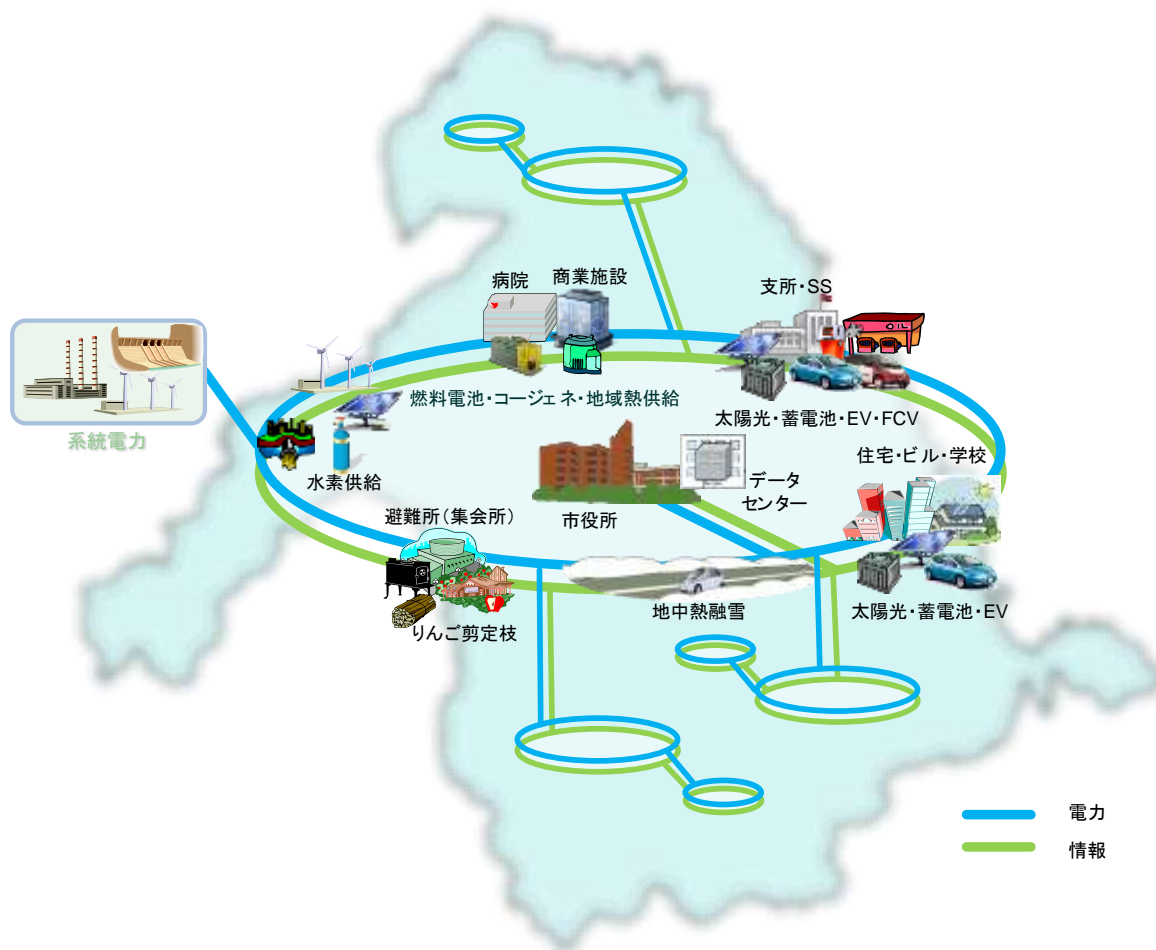 病院
商業施設
支所・SS
OIL
燃料電池・コージェネ・地域熱供給
太陽光・蓄電池・EV・FCV
系統電力
住宅・ビル・学校
水素供給
データ
センター
市役所
避難所(集会所)
地中熱融雪
太陽光・蓄電池・EV
りんご剪定枝
電力
情報